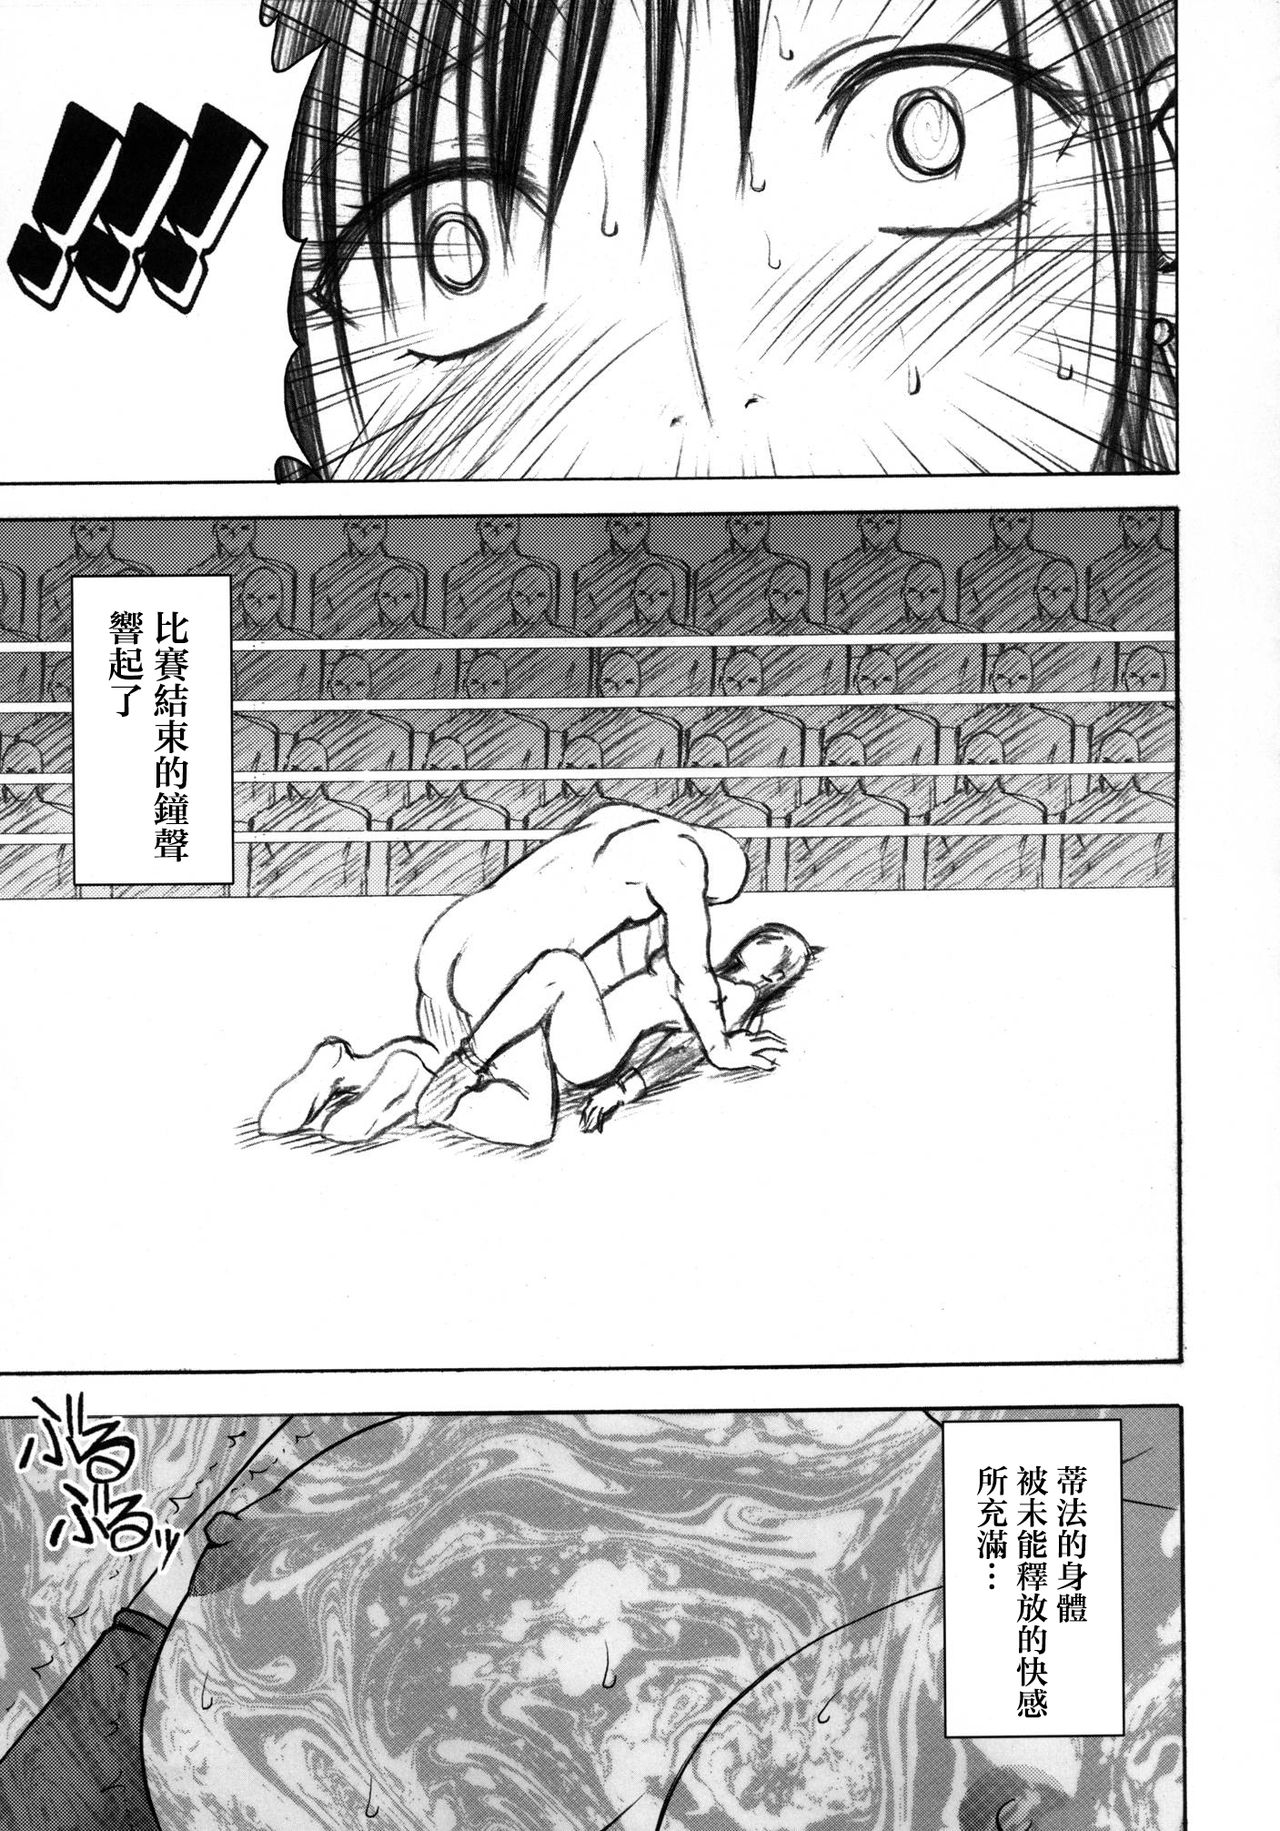 !!!
比賽結束的鐘聲
響起了
蒂法的身體
被未能釋放的快感
所充滿…
ぶる
ぶるッ